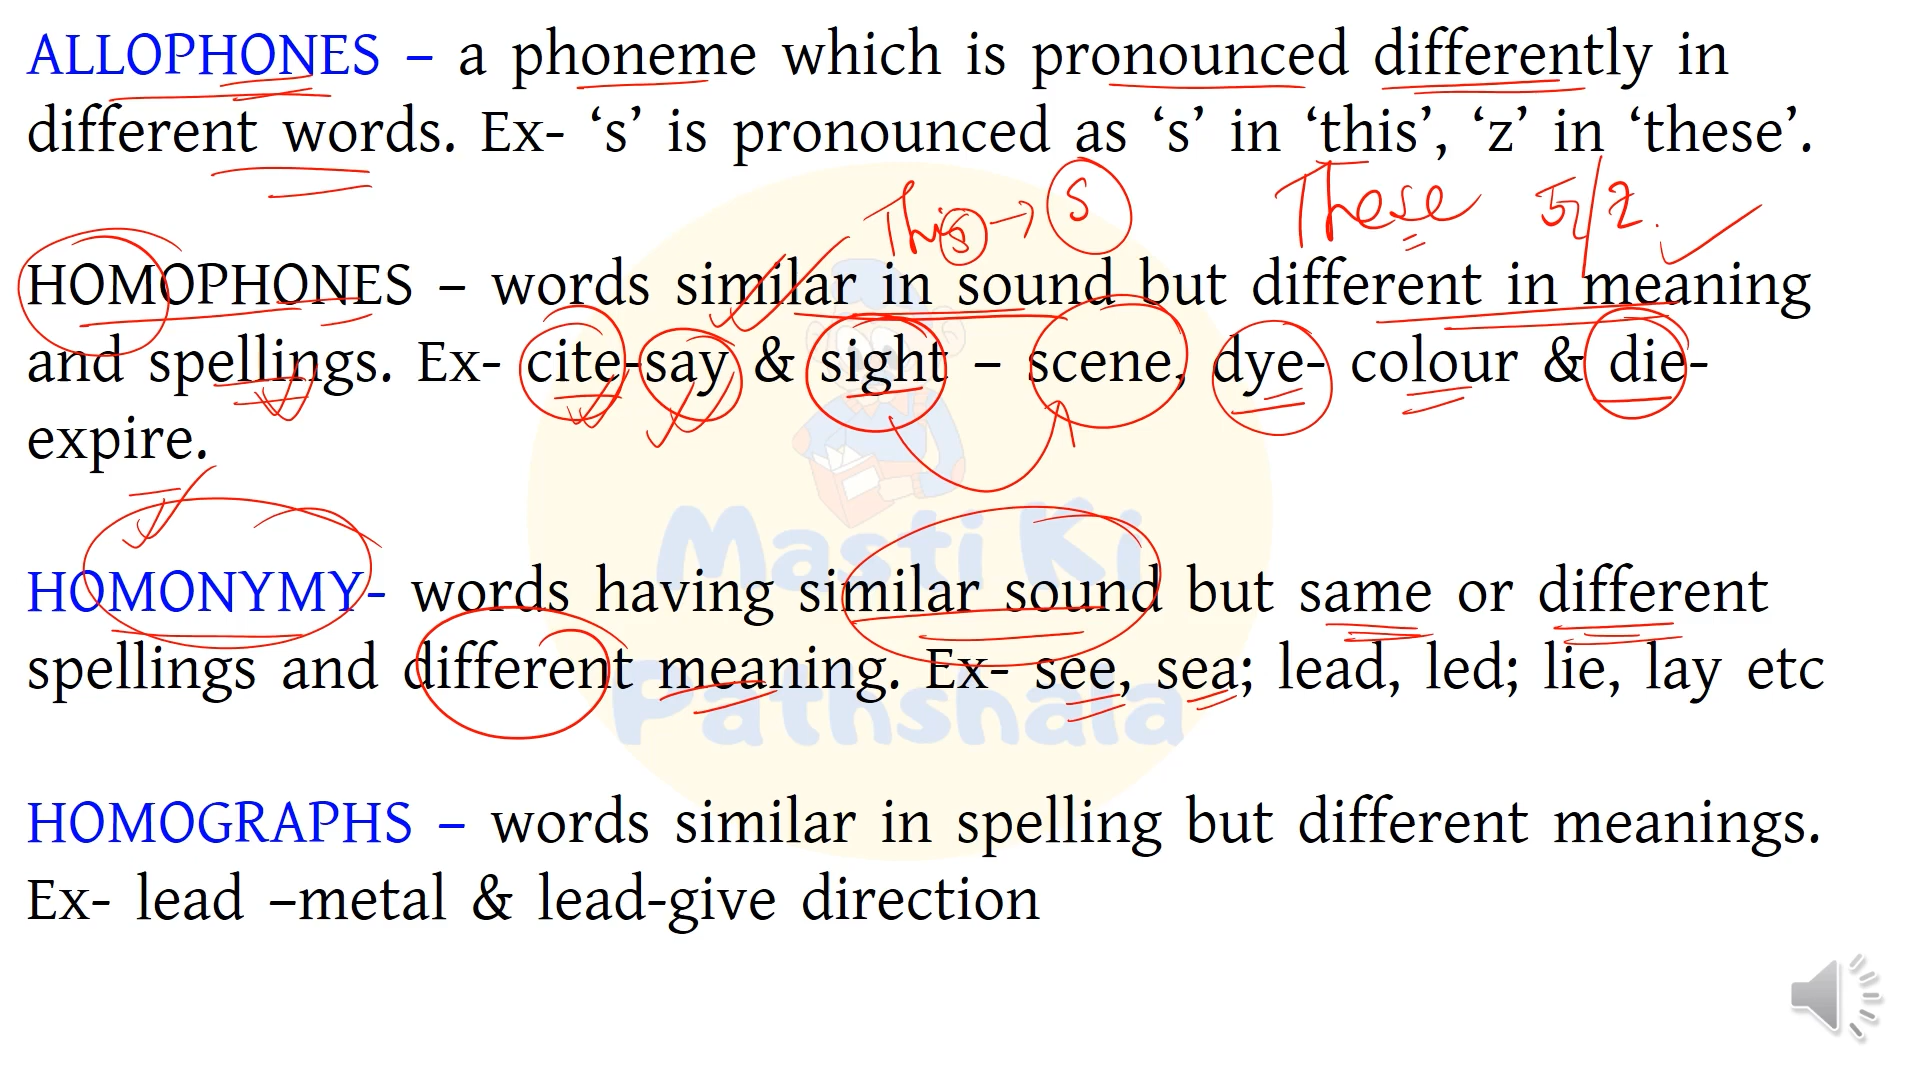 ALLOPHONES – a phoneme which is pronounced differently in
different words. Ex- ‘s’ is pronounced as ‘s’ in ‘this’, ‘z’ in ‘these’.
This → S These s/z.
HOMOPHONES – words similar in sound but different in meaning
and spellings. Ex- cite-say & sight – scene, dye- colour & die-
expire.
HOMONYMY- words having similar sound but same or different
spellings and different meaning. Ex- see, sea; lead, led; lie, lay etc
Masti Ki
Pathshala
HOMOGRAPHS – words similar in spelling but different meanings.
Ex- lead –metal & lead-give direction